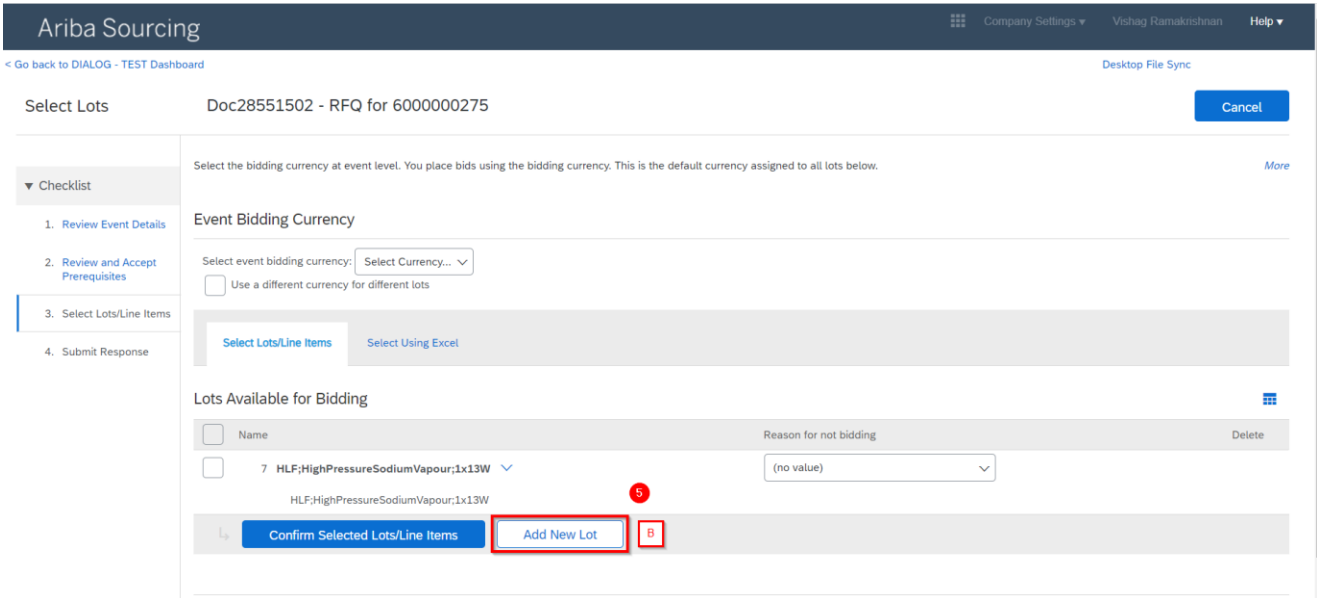 Ariba Sourcing
Company Settings ▾
Vishag Ramakrishnan
Help ▾
< Go back to DIALOG - TEST Dashboard
Desktop File Sync
Select Lots
Doc28551502 - RFQ for 6000000275
Cancel
Select the bidding currency at event level. You place bids using the bidding currency. This is the default currency assigned to all lots below.
More
▼ Checklist
1. Review Event Details
2. Review and Accept
Prerequisites
3. Select Lots/Line Items
4. Submit Response
Event Bidding Currency
Select event bidding currency: Select Currency...
Use a different currency for different lots
Select Lots/Line Items
Select Using Excel
Lots Available for Bidding
Name
Reason for not bidding
Delete
7 HLF;HighPressureSodiumVapour;1x13W
(no value)
HLF;HighPressureSodiumVapour;1x13W
5
Confirm Selected Lots/Line Items
Add New Lot
B